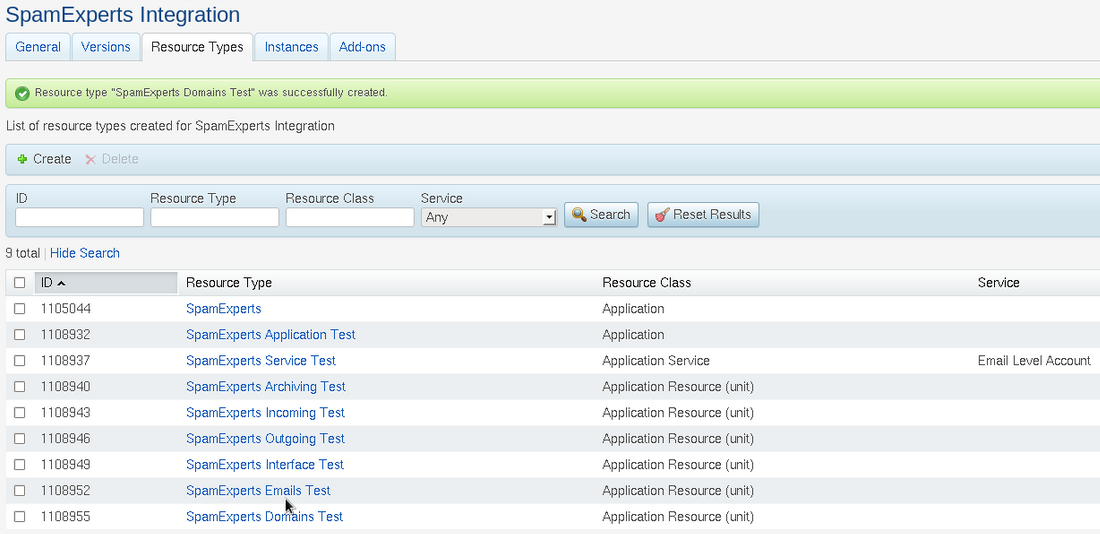 SpamExperts Integration
General Versions Resource Types Instances Add-ons
Resource type "SpamExperts Domains Test" was successfully created.
List of resource types created for SpamExperts Integration
Create Delete
ID Resource Type Resource Class Service
Any Search Reset Results
9 total | Hide Search
ID Resource Type Resource Class Service
1105044 SpamExperts Application
1108932 SpamExperts Application Test Application
1108937 SpamExperts Service Test Application Service Email Level Account
1108940 SpamExperts Archiving Test Application Resource (unit)
1108943 SpamExperts Incoming Test Application Resource (unit)
1108946 SpamExperts Outgoing Test Application Resource (unit)
1108949 SpamExperts Interface Test Application Resource (unit)
1108952 SpamExperts Emails Test Application Resource (unit)
1108955 SpamExperts Domains Test Application Resource (unit)